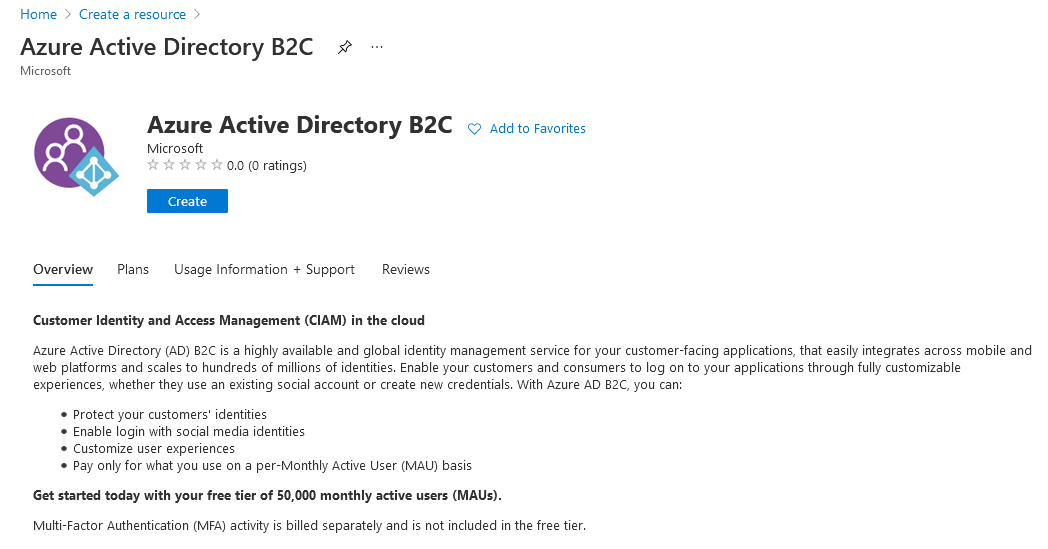 Home > Create a resource >
Azure Active Directory B2C ...
Microsoft
Azure Active Directory B2C Add to Favorites
Microsoft
0.0 (0 ratings)
Create
Overview Plans Usage Information + Support Reviews
Customer Identity and Access Management (CIAM) in the cloud
Azure Active Directory (AD) B2C is a highly available and global identity management service for your customer-facing applications, that easily integrates across mobile and
web platforms and scales to hundreds of millions of identities. Enable your customers and consumers to log on to your applications through fully customizable
experiences, whether they use an existing social account or create new credentials. With Azure AD B2C, you can:
• Protect your customers' identities
• Enable login with social media identities
• Customize user experiences
• Pay only for what you use on a per-Monthly Active User (MAU) basis
Get started today with your free tier of 50,000 monthly active users (MAUs).
Multi-Factor Authentication (MFA) activity is billed separately and is not included in the free tier.